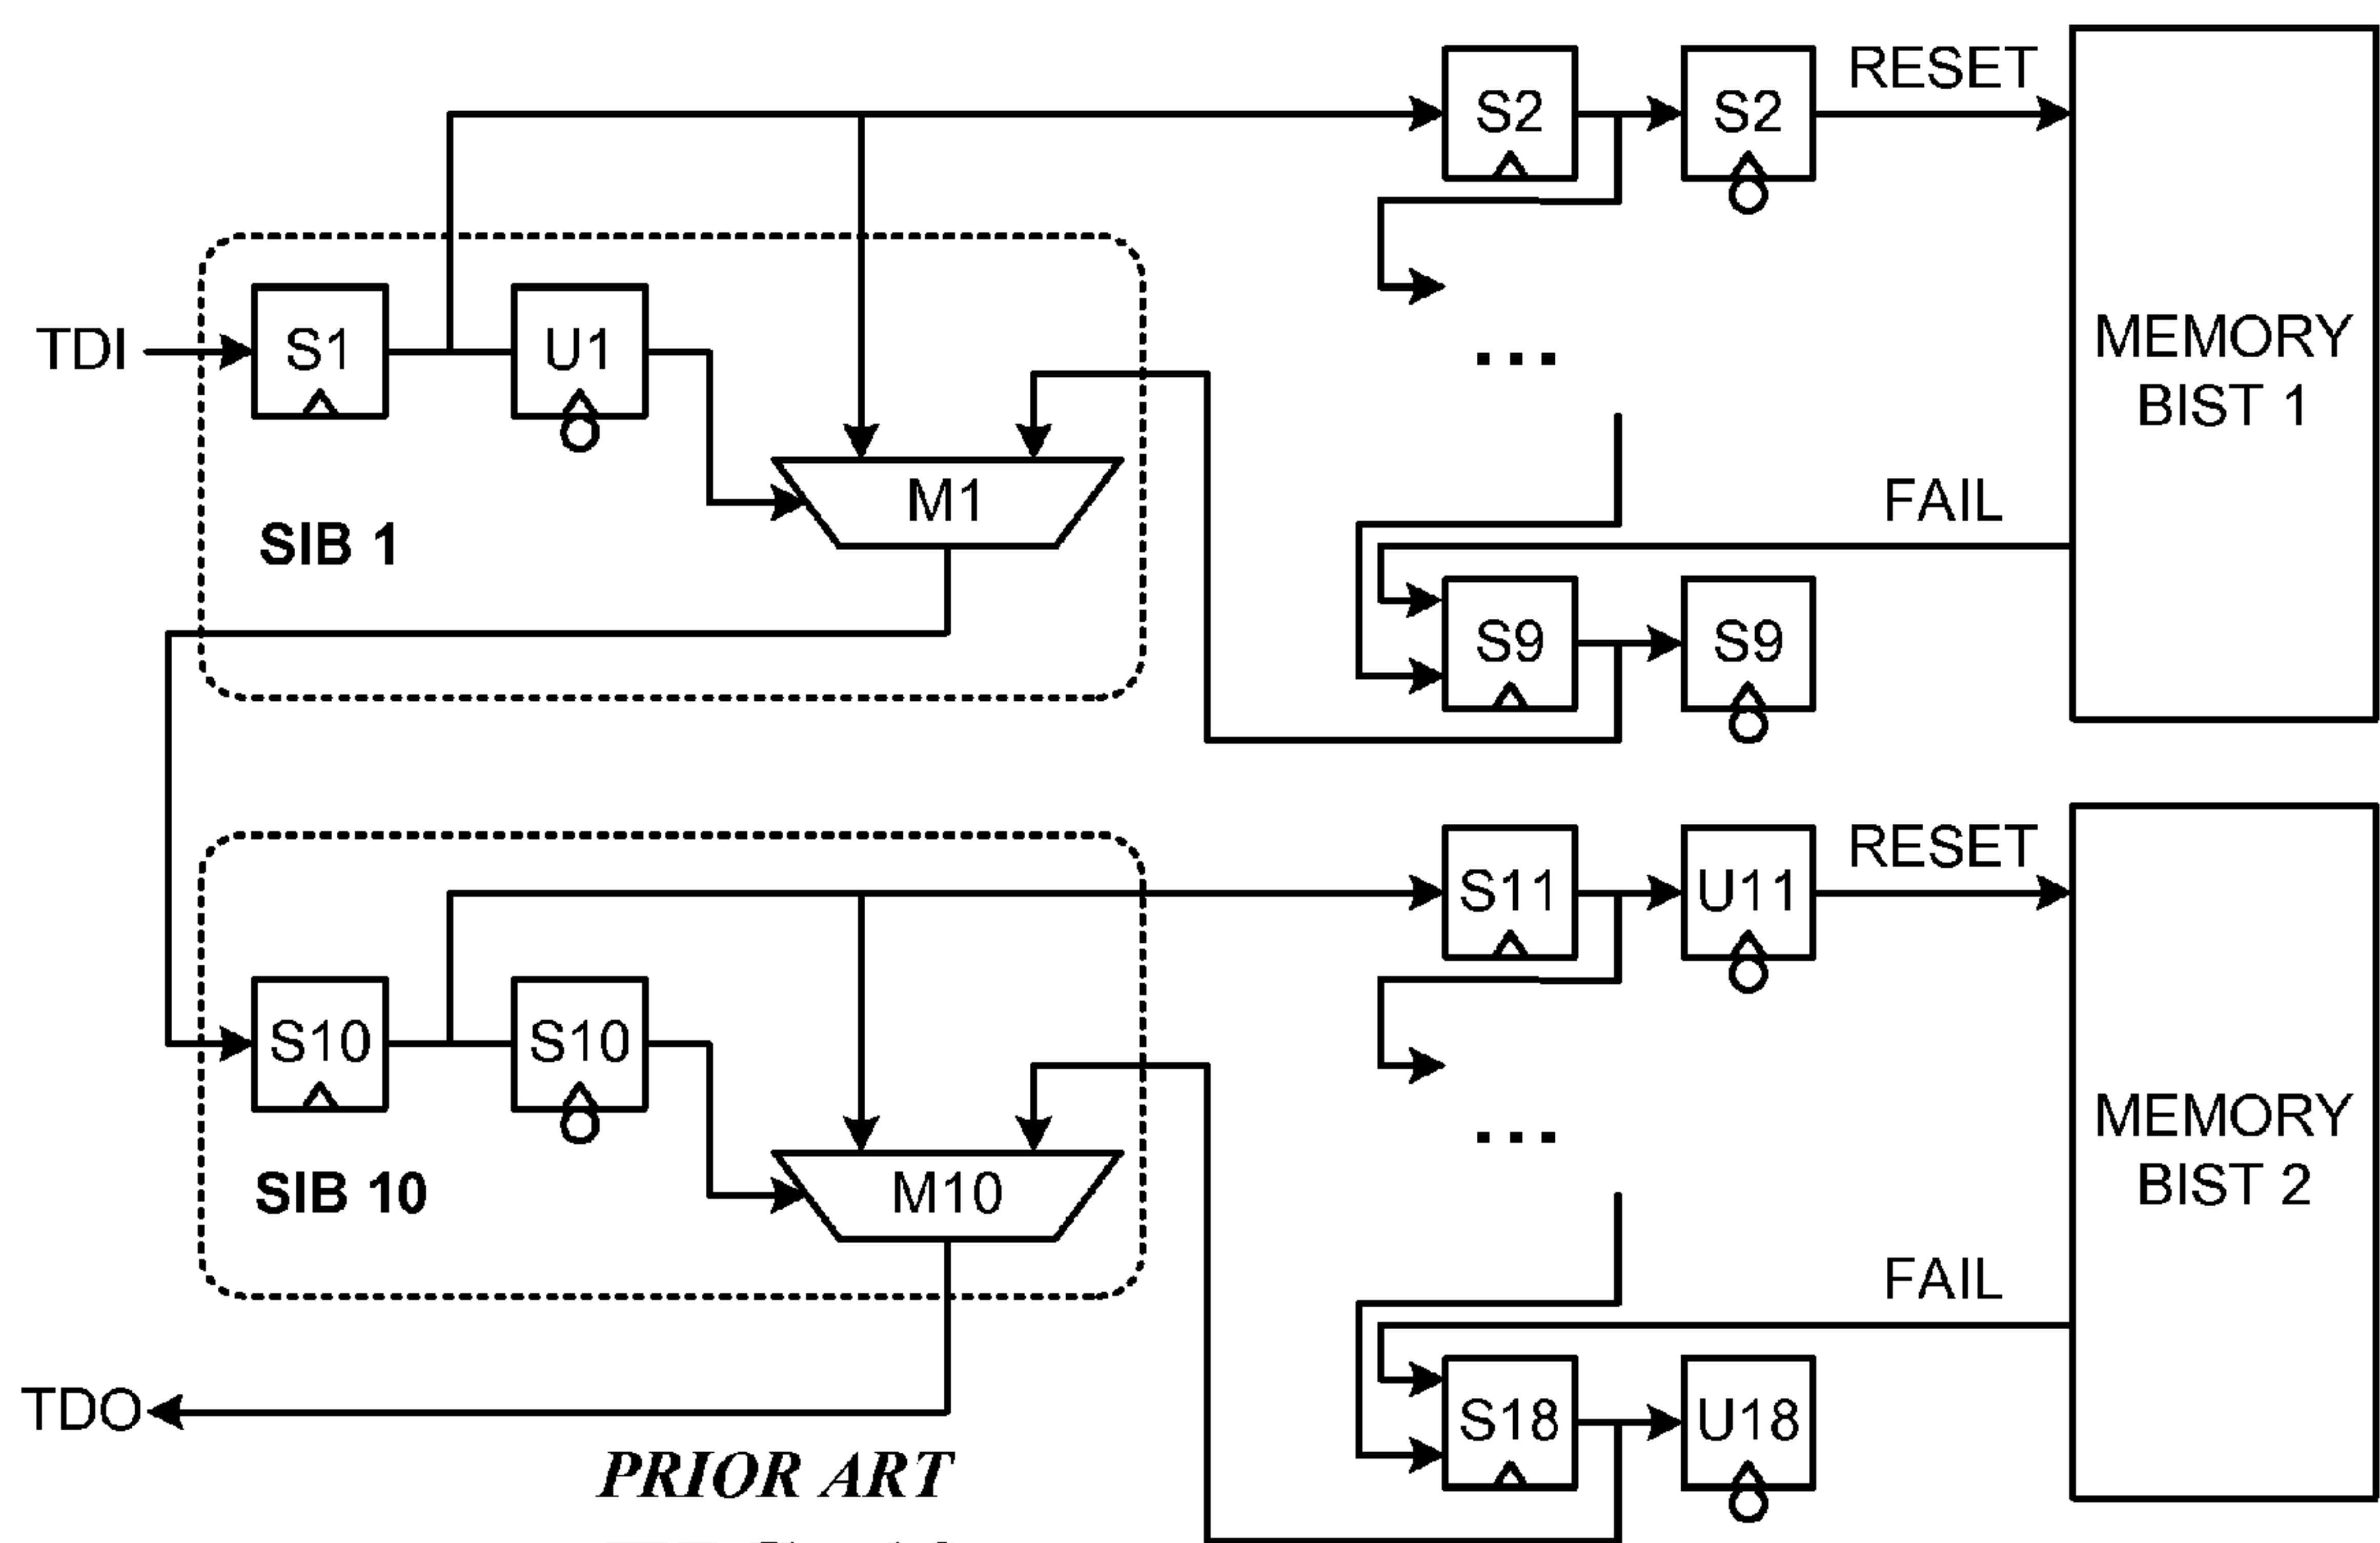 S2
S2
RESET
TDI
S1
U1
...
MEMORY
BIST 1
M1
SIB 1
FAIL
S9
S9
S11
U11
RESET
S10
S10
...
MEMORY
BIST 2
M10
SIB 10
FAIL
TDO
S18
U18
PRIOR ART